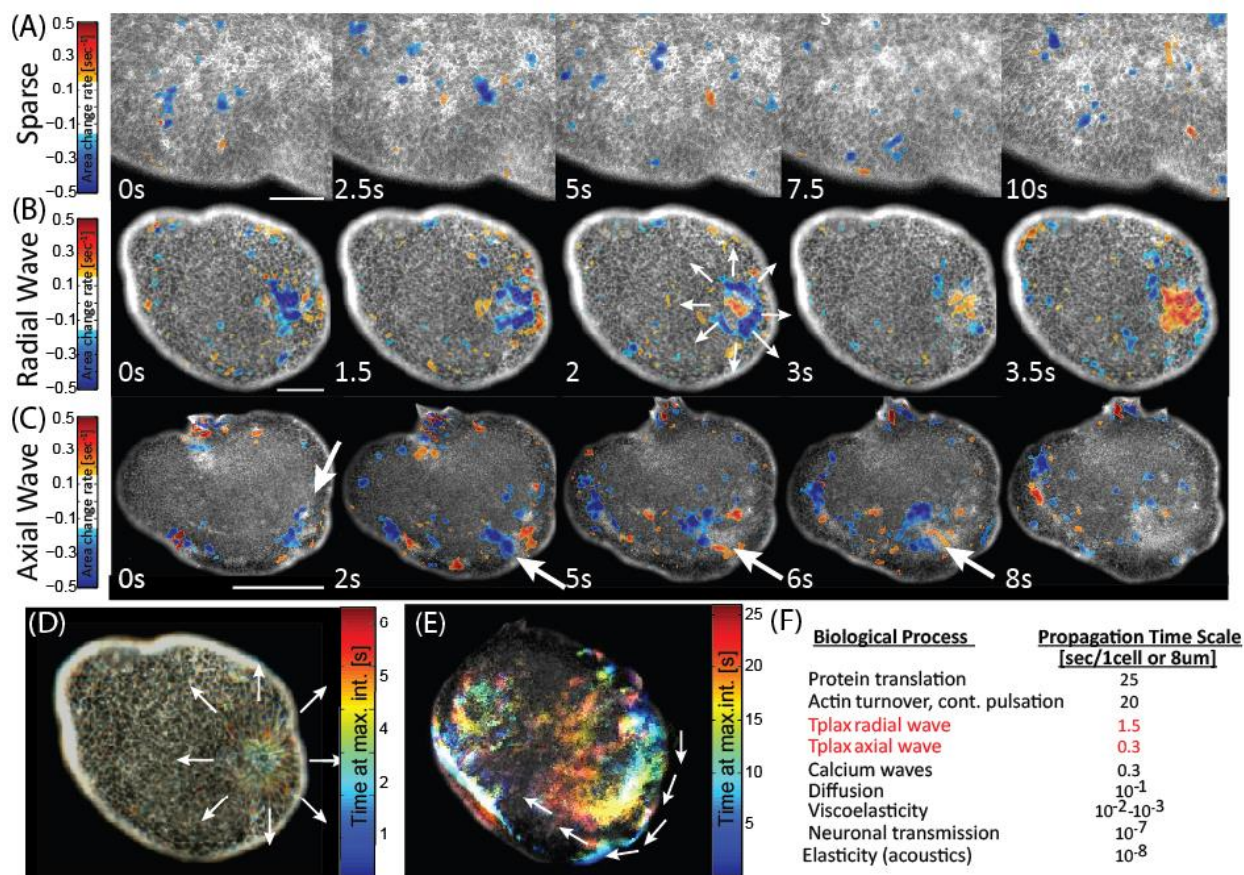 (A)
Sparse
Area change rate [sec⁻¹]
0.5
0.3
0.1
−0.1
−0.3
−0.5
s
0s
2.5s
5s
7.5
10s
(B)
Radial Wave
Area change rate [sec⁻¹]
0.5
0.3
0.1
−0.1
−0.3
−0.5
0s
1.5
2
3s
3.5s
(C)
Axial Wave
Area change rate [sec⁻¹]
0.5
0.3
0.1
−0.1
−0.3
−0.5
0s
2s
5s
6s
8s
(D)
Time at max. int. [s]
6
5
4
2
1
(E)
Time at max.int. [s]
25
20
15
10
5
(F)
Biological Process Propagation Time Scale
[sec/1cell or 8um]
Protein translation 25
Actin turnover, cont. pulsation 20
Tplax radial wave 1.5
Tplax axial wave 0.3
Calcium waves 0.3
Diffusion 10⁻¹
Viscoelasticity 10⁻²-10⁻³
Neuronal transmission 10⁻⁷
Elasticity (acoustics) 10⁻⁸